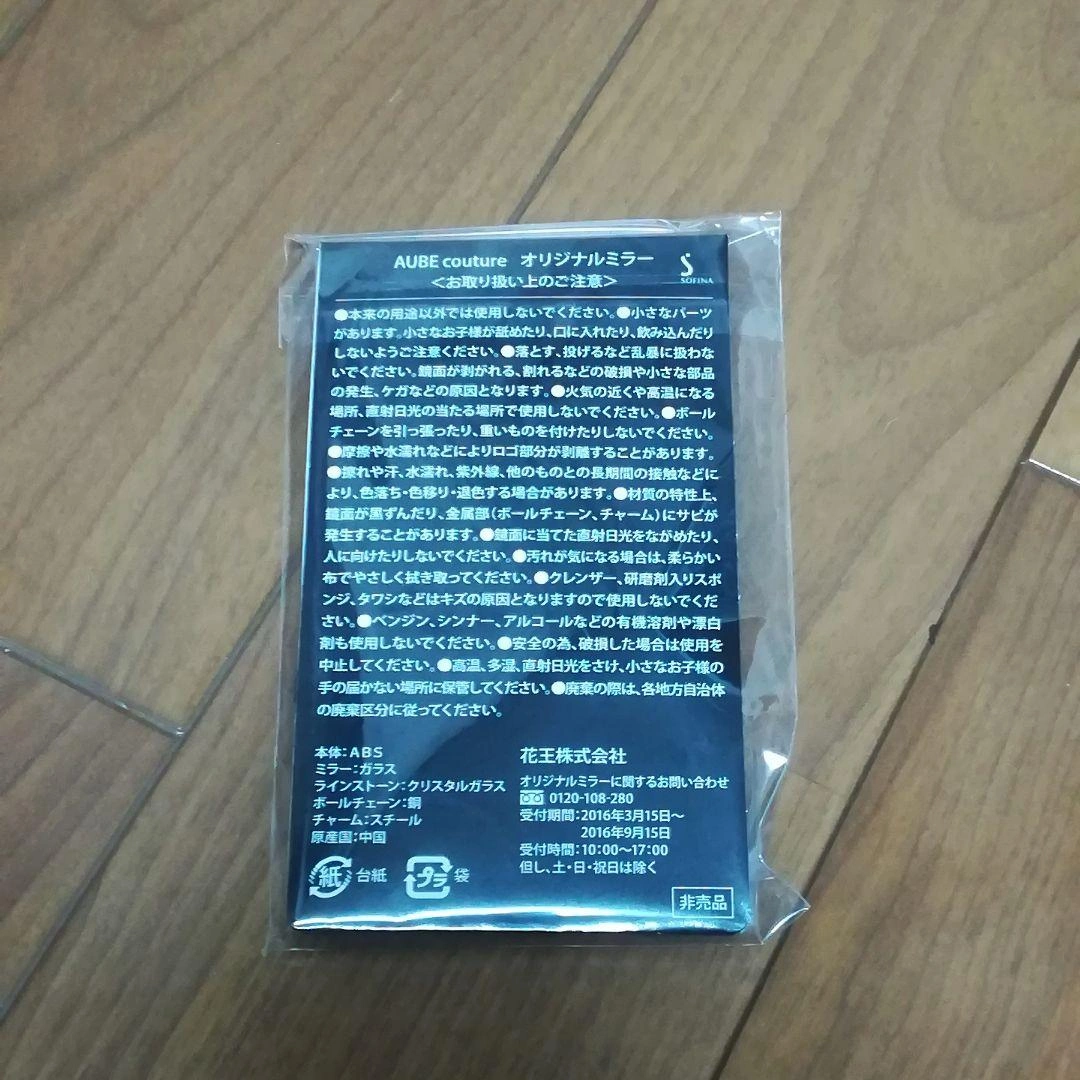 AUBE couture オリジナルミラー
SOFINA
＜お取り扱い上のご注意＞
●本来の用途以外では使用しないでください。●小さなパーツ
があります。小さなお子様が舐めたり、口に入れたり、飲み込んだり
しないようご注意ください。●落とす、投げるなど乱暴に扱わな
いでください。鏡面が剥がれる、割れるなどの破損や小さな部品
の発生、ケガなどの原因となります。●火気の近くや高温になる
場所、直射日光の当たる場所で使用しないでください。●ボール
チェーンを引っ張ったり、重いものを付けたりしないでください。
●摩擦や水濡れなどによりロゴ部分が剥離することがあります。
●擦れや汗、水濡れ、紫外線、他のものとの長期間の接触などに
より、色落ち・色移り・退色する場合があります。●材質の特性上、
鏡面が黒ずんだり、金属部（ボールチェーン、チャーム）にサビが
発生することがあります。●鏡面に当てた直射日光をながめたり、
人に向けたりしないでください。●汚れが気になる場合は、柔らかい
布でやさしく拭き取ってください。●クレンザー、研磨剤入りスポ
ンジ、タワシなどはキズの原因となりますので使用しないでくだ
さい。●ベンジン、シンナー、アルコールなどの有機溶剤や漂白
剤も使用しないでください。●安全の為、破損した場合は使用を
中止してください。●高温、多湿、直射日光をさけ、小さなお子様の
手の届かない場所に保管してください。●廃棄の際は、各地方自治体
の廃棄区分に従ってください。
本体：ABS
ミラー：ガラス
ラインストーン：クリスタルガラス
ボールチェーン：銅
チャーム：スチール
原産国：中国
紙 台紙
プラ 袋
花王株式会社
オリジナルミラーに関するお問い合わせ
0120-108-280
受付期間：2016年3月15日～
2016年9月15日
受付時間：10:00～17:00
但し、土・日・祝日は除く
非売品